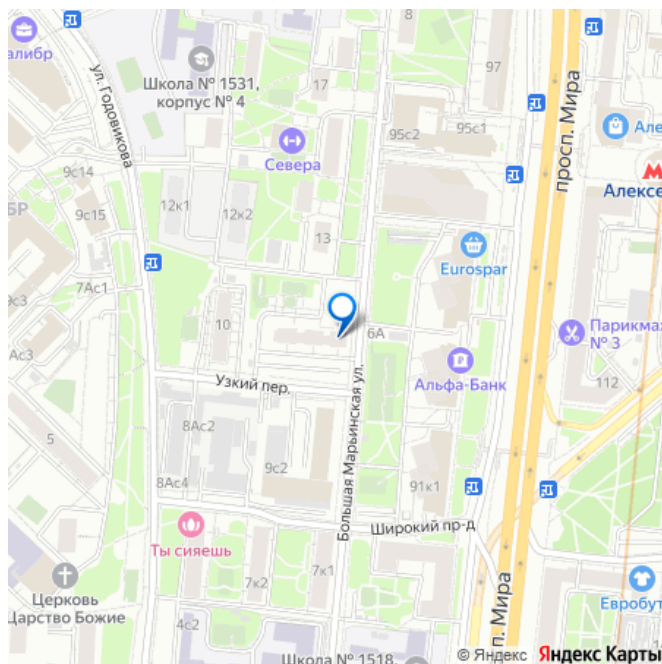 8
алибр
ул. Годовикова
Школа № 1531,
корпус № 4
17
97
95с2
95с1
просп. Мира
Але
Севера
М
Алексе
9с14
12к1
12к2
БР
9с15
13
Eurospar
7Ас1
9с3
10
6А
Парикмах
№ 3
Ас3
Альфа-Банк
112
Узкий пер.
Большая Марьинская ул.
8Ас2
5
9с2
8Ас4
91к1
Широкий пр-д
Ты сияешь
7к2
7к1
Церковь
Царство Божие
4с2
Евробут
п. Мира
Школа № 1518,
© Яндекс
Яндекс Карты